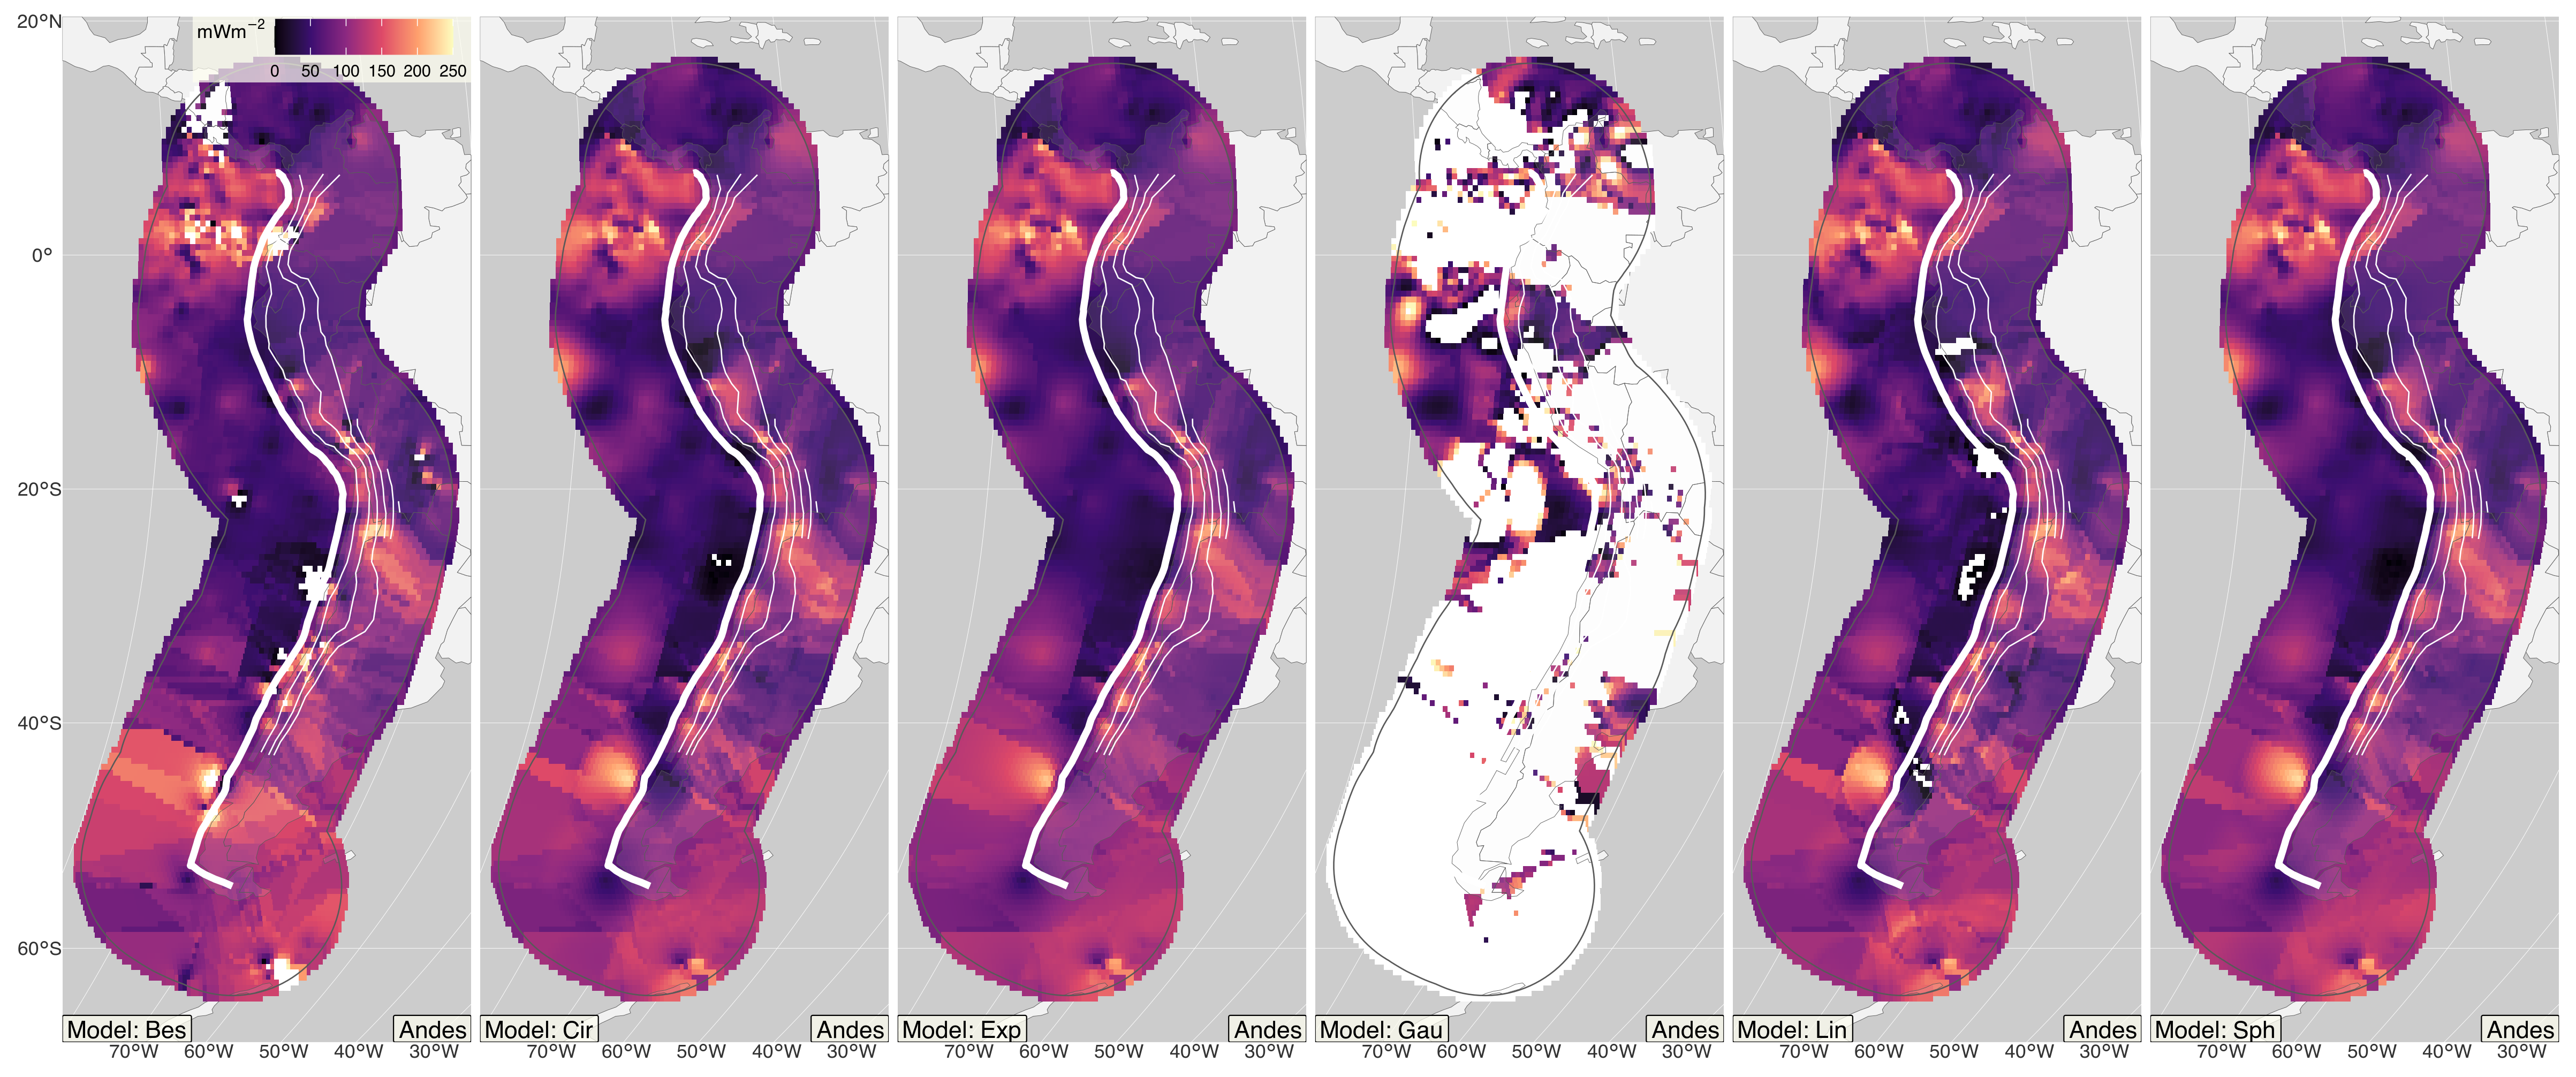 20°N
0°
20°S
40°S
60°S
mWm−2
0 50 100 150 200 250
Model: Bes Andes
Model: Cir Andes
Model: Exp Andes
Model: Gau Andes
Model: Lin Andes
Model: Sph Andes
70°W 60°W 50°W 40°W 30°W
70°W 60°W 50°W 40°W 30°W
70°W 60°W 50°W 40°W 30°W
70°W 60°W 50°W 40°W 30°W
70°W 60°W 50°W 40°W 30°W
70°W 60°W 50°W 40°W 30°W